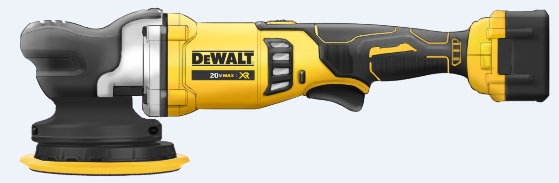 DEWALT
20V MAX | XR